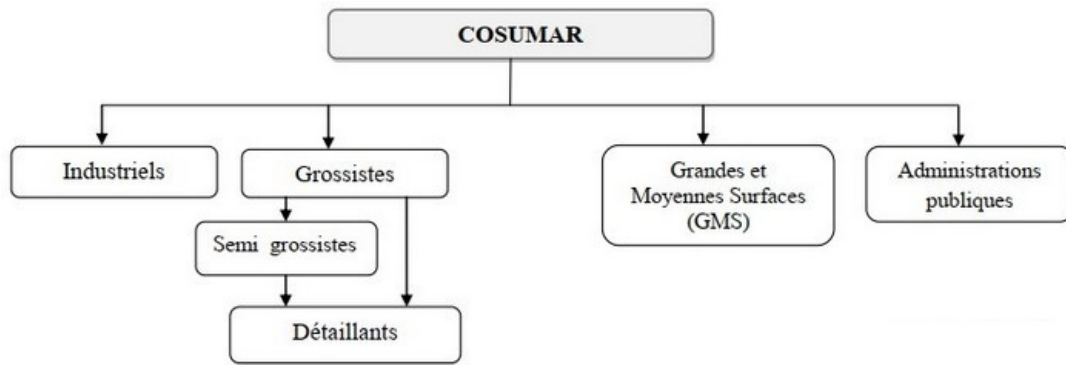 COSUMAR
Industriels
Grossistes
Grandes et
Moyennes Surfaces
(GMS)
Administrations
publiques
Semi grossistes
Détaillants